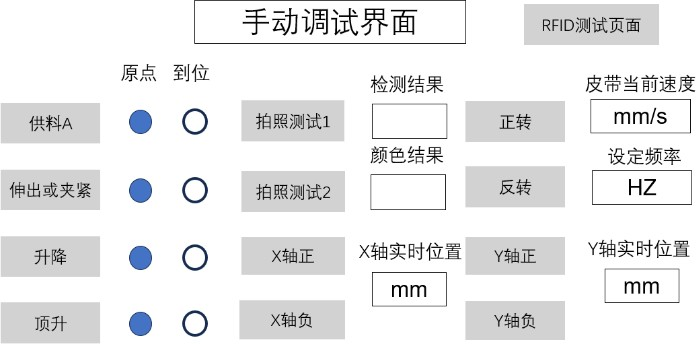 手动调试界面
RFID测试页面
原点 到位
检测结果
皮带当前速度
供料A
拍照测试1
正转
mm/s
颜色结果
设定频率
伸出或夹紧
拍照测试2
反转
HZ
升降
X轴正
X轴实时位置
Y轴正
Y轴实时位置
mm
mm
顶升
X轴负
Y轴负